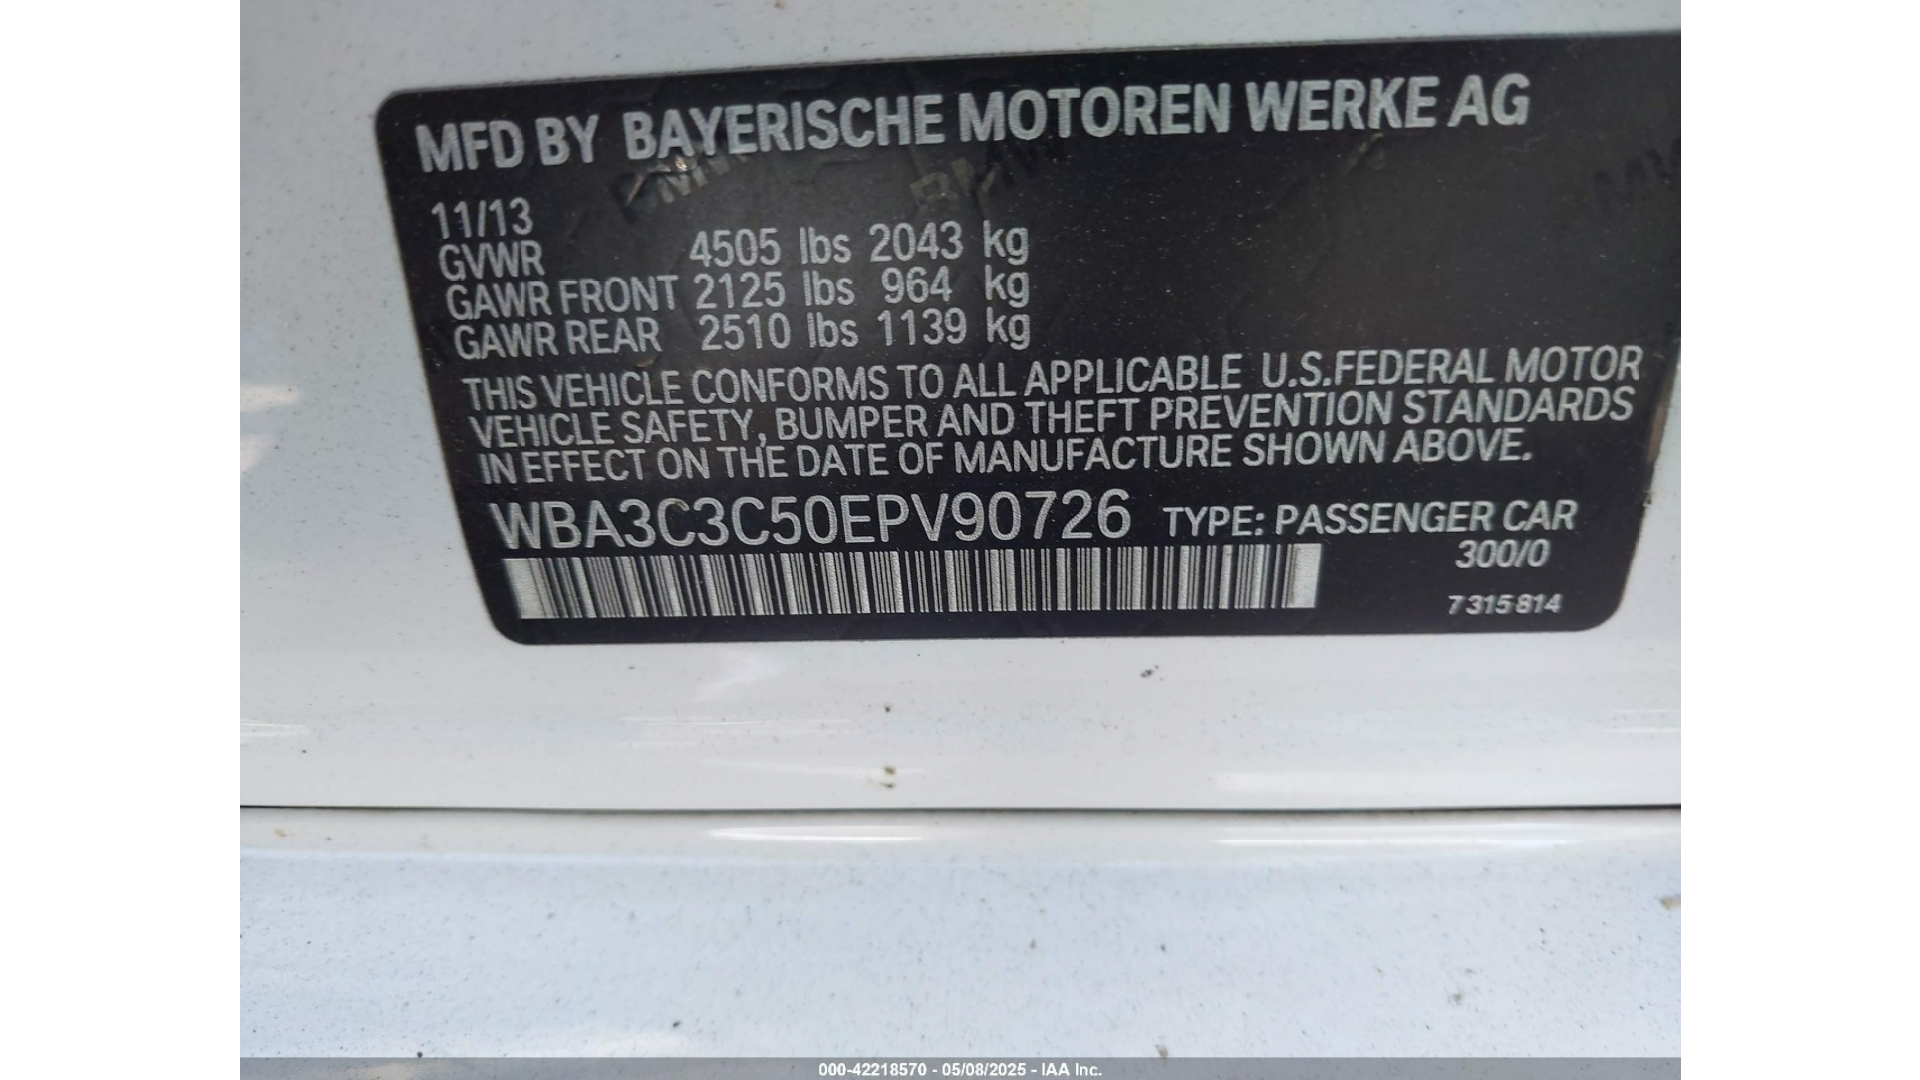 MFD BY BAYERISCHE MOTOREN WERKE AG
11/13
GVWR 4505 lbs 2043 kg
GAWR FRONT 2125 lbs 964 kg
GAWR REAR 2510 lbs 1139 kg
THIS VEHICLE CONFORMS TO ALL APPLICABLE U.S.FEDERAL MOTOR
VEHICLE SAFETY, BUMPER AND THEFT PREVENTION STANDARDS
IN EFFECT ON THE DATE OF MANUFACTURE SHOWN ABOVE.
WBA3C3C50EPV90726 TYPE: PASSENGER CAR
300/0
7 315 814
000-42218570 - 05/08/2025 - IAA Inc.